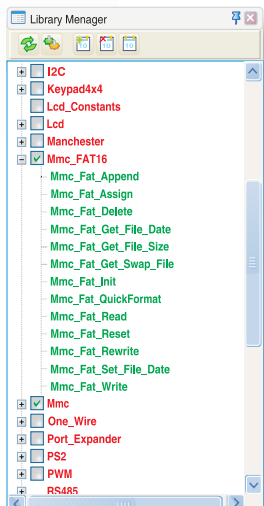 Library Menager
I2C
Keypad4x4
Lcd_Constants
Lcd
Manchester
Mmc_FAT16
Mmc_Fat_Append
Mmc_Fat_Assign
Mmc_Fat_Delete
Mmc_Fat_Get_File_Date
Mmc_Fat_Get_File_Size
Mmc_Fat_Get_Swap_File
Mmc_Fat_Init
Mmc_Fat_QuickFormat
Mmc_Fat_Read
Mmc_Fat_Reset
Mmc_Fat_Rewrite
Mmc_Fat_Set_File_Date
Mmc_Fat_Write
Mmc
One_Wire
Port_Expander
PS2
PWM
RS485